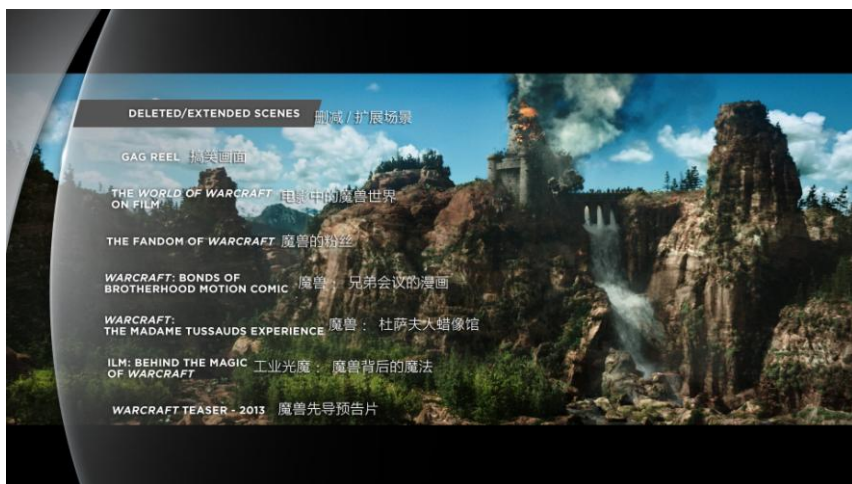 DELETED/EXTENDED SCENES 删减/扩展场景
GAG REEL 搞笑画面
THE WORLD OF WARCRAFT 电影中的魔兽世界
ON FILM
THE FANDOM OF WARCRAFT 魔兽的粉丝
WARCRAFT: BONDS OF
BROTHERHOOD MOTION COMIC 魔兽： 兄弟会议的漫画
WARCRAFT:
THE MADAME TUSSAUDS EXPERIENCE 魔兽： 杜萨夫人蜡像馆
ILM: BEHIND THE MAGIC 工业光魔： 魔兽背后的魔法
OF WARCRAFT
WARCRAFT TEASER - 2013 魔兽先导预告片